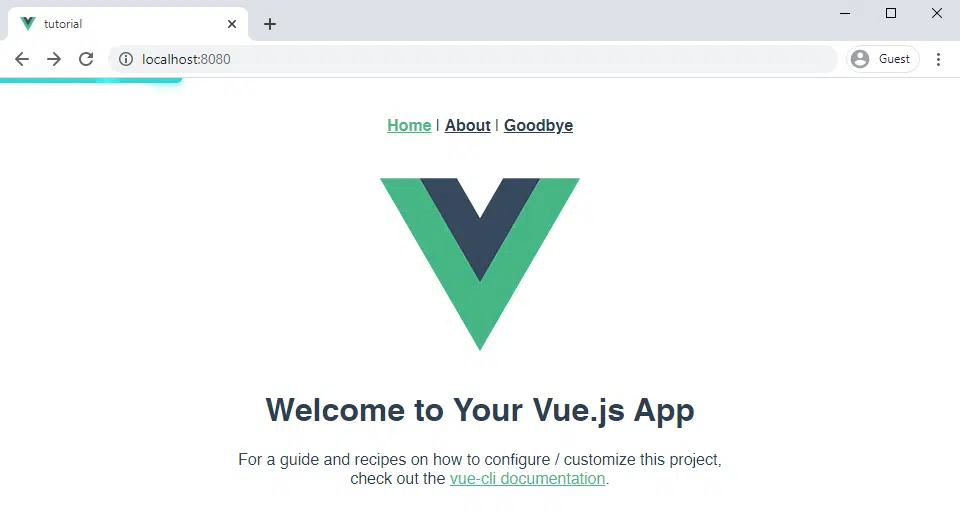 tutorial
localhost:8080
Guest
Home | About | Goodbye
Welcome to Your Vue.js App
For a guide and recipes on how to configure / customize this project,
check out the vue-cli documentation.